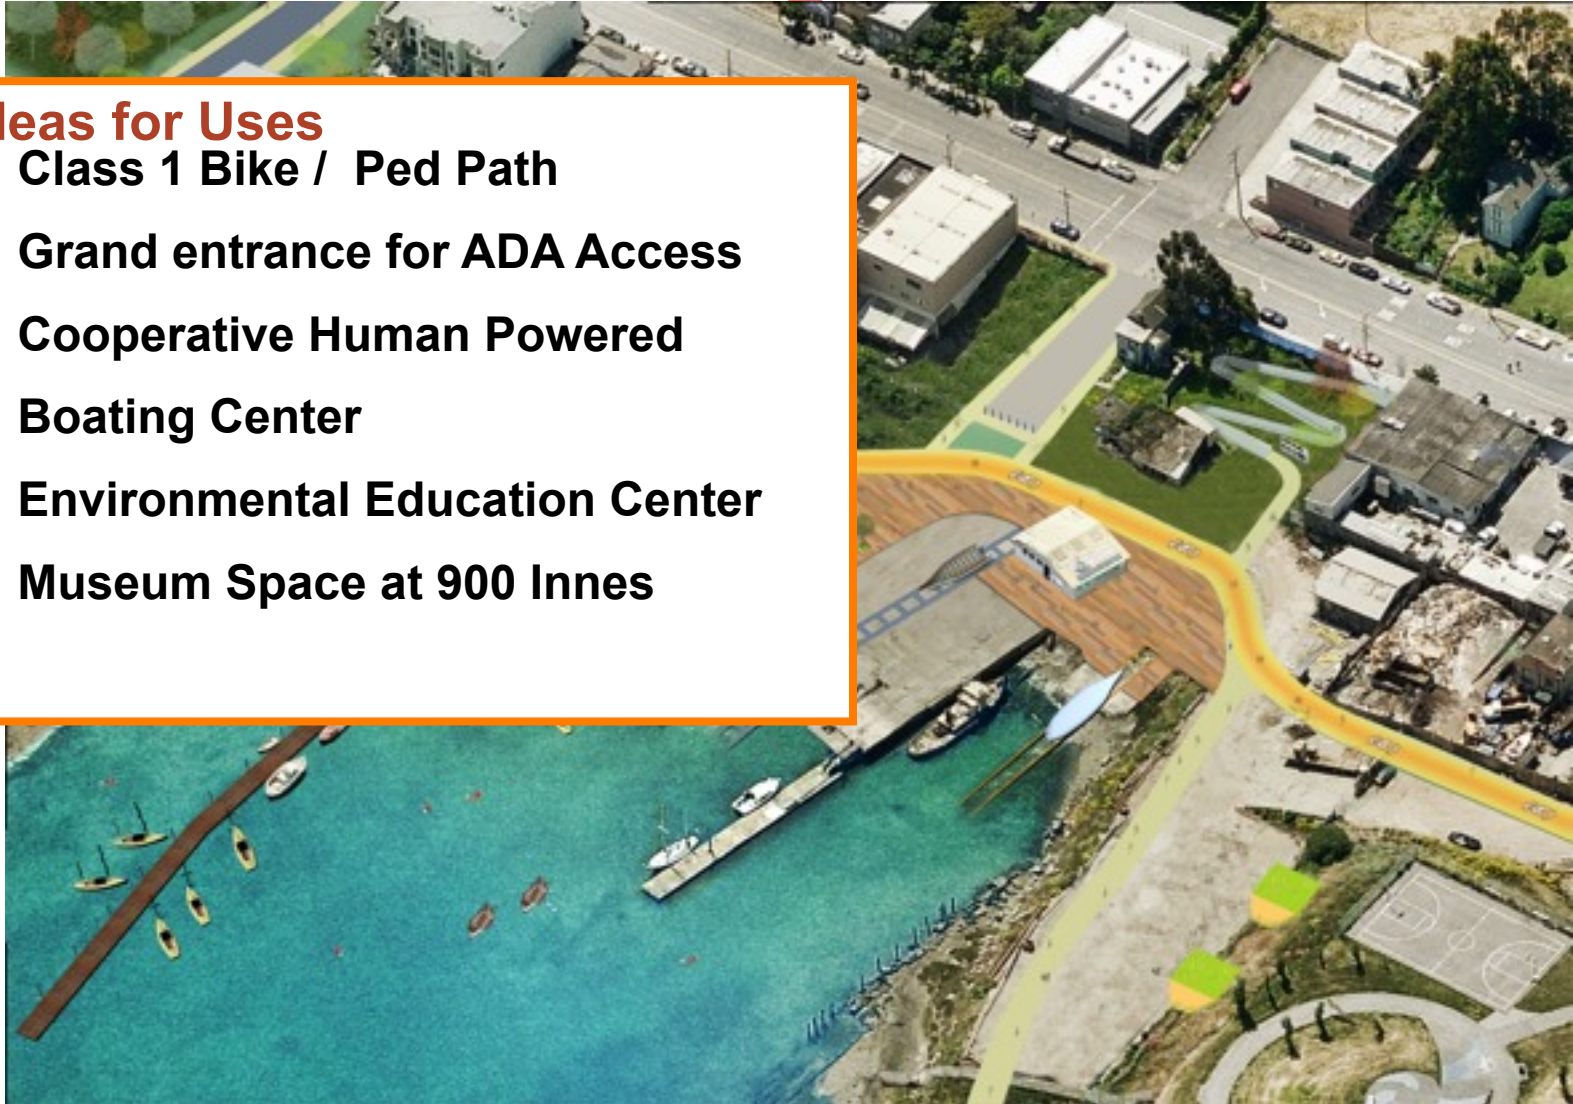 deas for Uses
Class 1 Bike / Ped Path
Grand entrance for ADA Access
Cooperative Human Powered
Boating Center
Environmental Education Center
Museum Space at 900 Innes